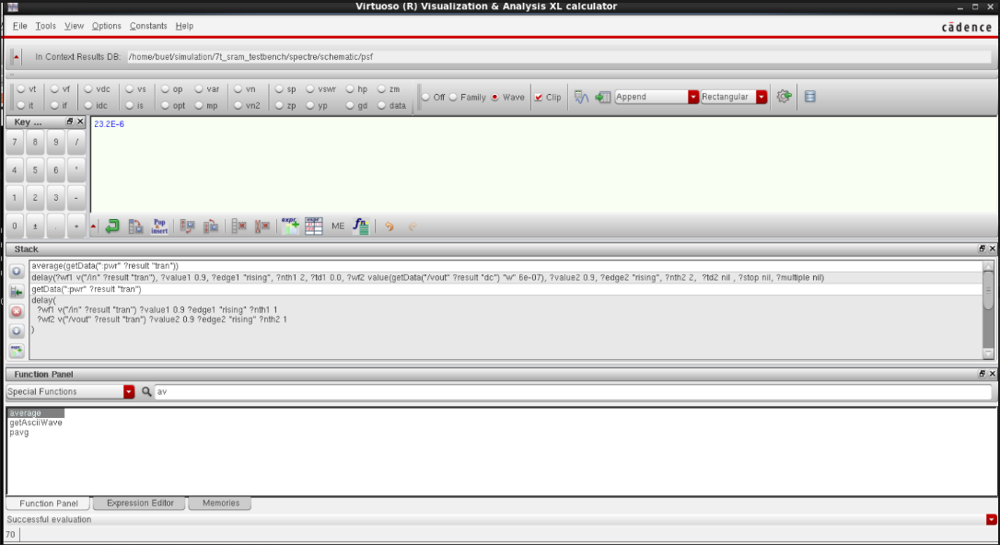 Virtuoso (R) Visualization & Analysis XL calculator
File Tools View Options Constants Help
cādence
In Context Results DB: /home/buet/simulation/7t_sram_testbench/spectre/schematic/psf
vt vf vdc vs op var vn sp vswr hp zm
it if idc is opt mp vn2 zp yp gd data
Off Family Wave Clip Append Rectangular
Key ...
23.2E-6
7 8 9 /
4 5 6 *
1 2 3 -
0 ± . +
Pop & insert
expr
expr
ME
fn
Stack
average(getData(":pwr" ?result "tran"))
delay(?wf1 v("/in" ?result "tran"), ?value1 0.9, ?edge1 "rising", ?nth1 2, ?td1 0.0, ?wf2 value(getData("/vout" ?result "dc") "w" 6e-07), ?value2 0.9, ?edge2 "rising", ?nth2 2, ?td2 nil , ?stop nil, ?multiple nil)
getData(":pwr" ?result "tran")
delay(
?wf1 v("/in" ?result "tran") ?value1 0.9 ?edge1 "rising" ?nth1 1
?wf2 v("/vout" ?result "tran") ?value2 0.9 ?edge2 "rising" ?nth2 1
)
expr
Function Panel
Special Functions
av
average
getAsciiWave
pavg
Function Panel Expression Editor Memories
Successful evaluation
70